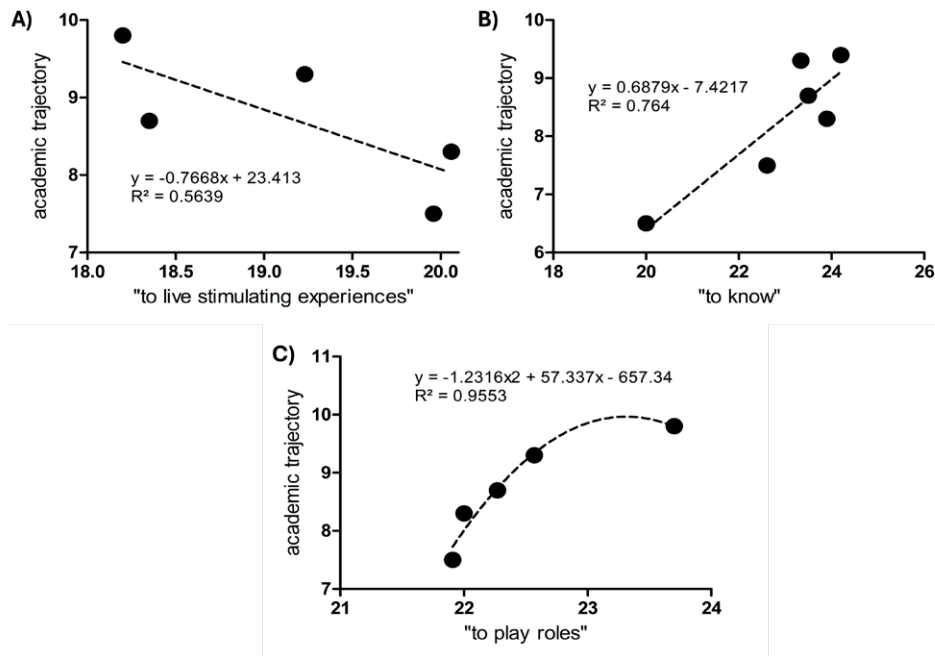 A)
10
9
8
7
academic trajectory
y = -0.7668x + 23.413
R² = 0.5639
18.0 18.5 19.0 19.5 20.0
"to live stimulating experiences"
B)
10
9
8
7
6
academic trajectory
y = 0.6879x - 7.4217
R² = 0.764
18 20 22 24 26
"to know"
C)
11
10
9
8
7
academic trajectory
y = -1.2316x2 + 57.337x - 657.34
R² = 0.9553
21 22 23 24
"to play roles"